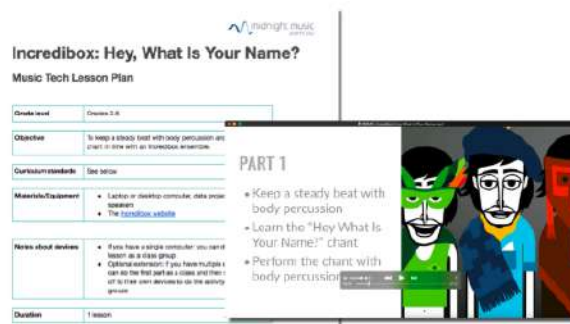 midnight music
Incredibox: Hey, What Is Your Name?
Music Tech Lesson Plan
Grade level
Grades 2-6
Objective
To keep a steady beat with body percussion and
chant in time with an Incredibox ensemble.
Curriculum standards
See below
Materials/Equipment
Laptop or desktop computer, data projec
speakers
The Incredibox website
Notes about devices
If you have a single computer: you can d
lesson as a class group
Optional extension: if you have multiple
can do the first part as a class and then
off to their own devices to do the activity
groups
Duration
1 lesson
PART 1
• Keep a steady beat with
body percussion
• Learn the "Hey What Is
Your Name?" chant
• Perform the chant with
body percussion